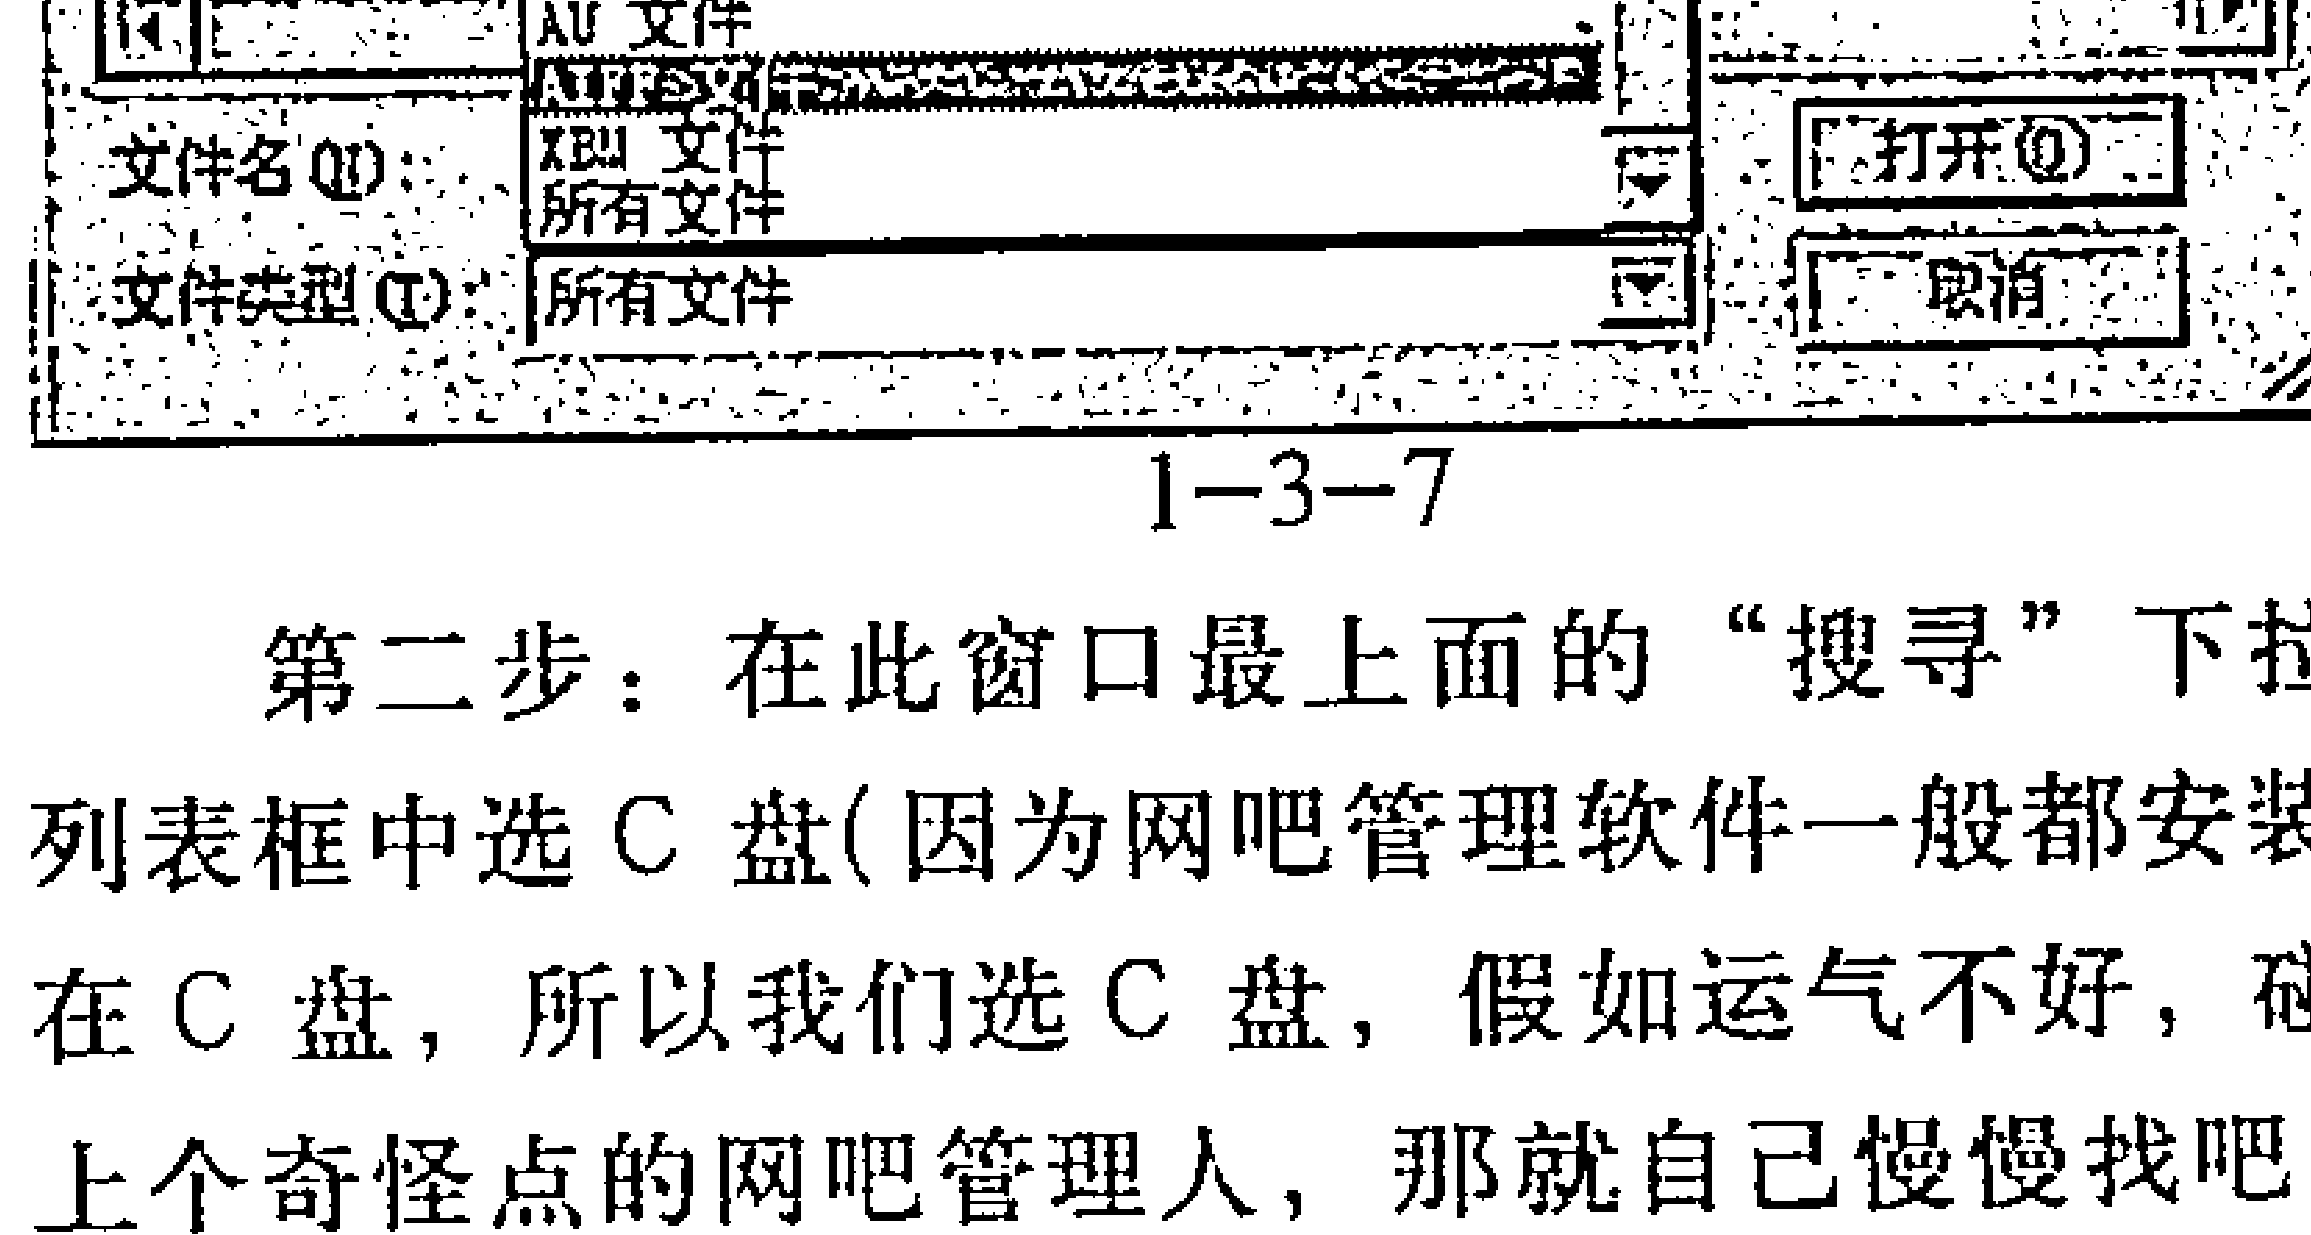 AU 文件
AIFF 文件
XBM 文件
文件名(N):
所有文件
打开(O)
文件类型(T):
所有文件
取消
1-3-7
第二步：在此窗口最上面的“搜寻”下拉
列表框中选 C 盘(因为网吧管理软件一般都安装
在 C 盘，所以我们选 C 盘，假如运气不好，碰
上个奇怪点的网吧管理人，那就自己慢慢找吧